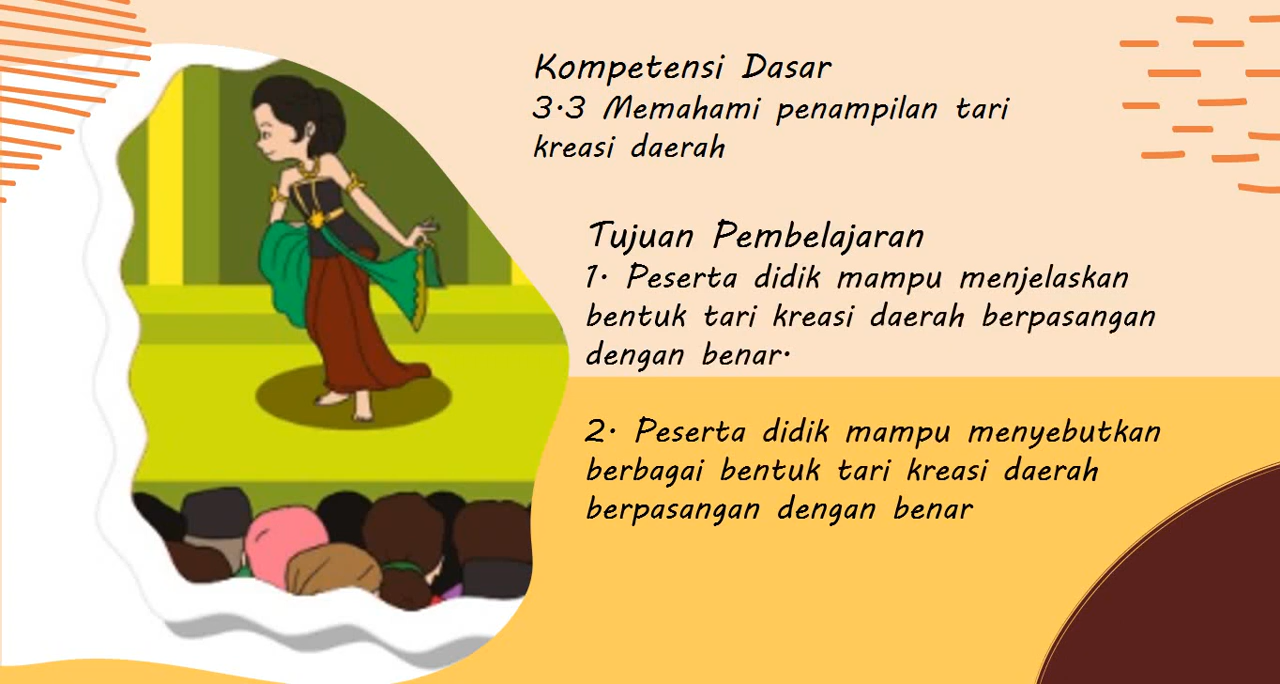 Kompetensi Dasar
3.3 Memahami penampilan tari
kreasi daerah
Tujuan Pembelajaran
1. Peserta didik mampu menjelaskan
bentuk tari kreasi daerah berpasangan
dengan benar.
2. Peserta didik mampu menyebutkan
berbagai bentuk tari kreasi daerah
berpasangan dengan benar